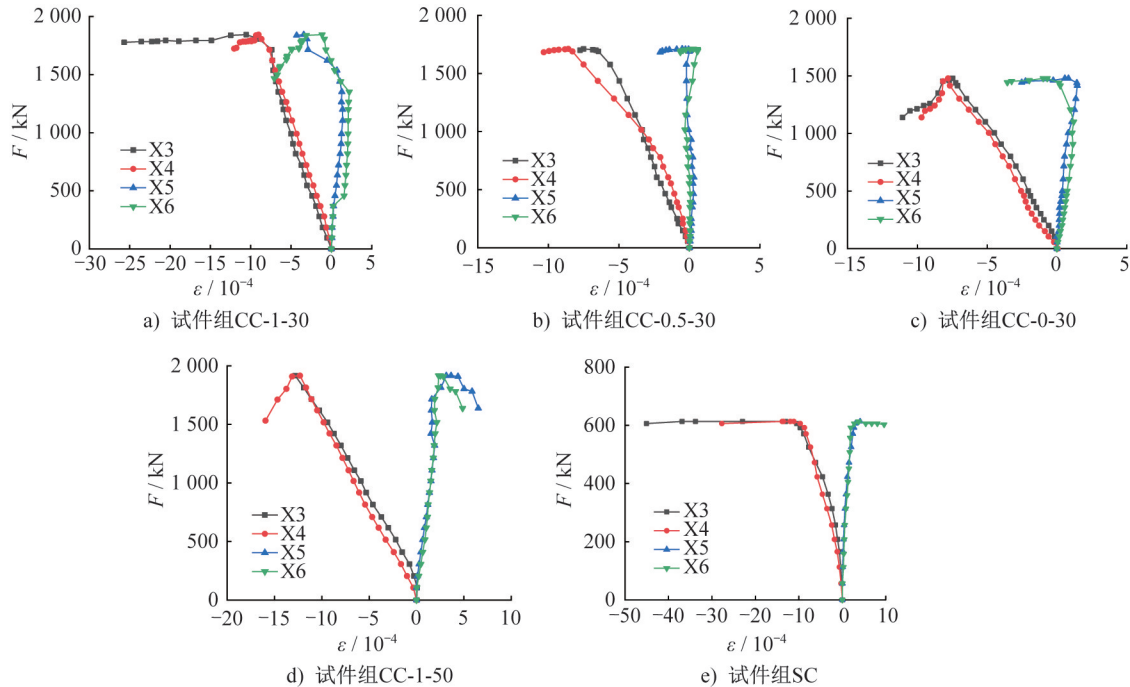 2 000
1 500
1 000
500
0
F / kN
X3
X4
X5
X6
−30 −25 −20 −15 −10 −5 0 5
ε / 10⁻⁴
a) 试件组CC-1-30
2 000
1 500
1 000
500
0
F / kN
X3
X4
X5
X6
−15 −10 −5 0 5
ε / 10⁻⁴
b) 试件组CC-0.5-30
2 000
1 500
1 000
500
0
F / kN
X3
X4
X5
X6
−15 −10 −5 0 5
ε / 10⁻⁴
c) 试件组CC-0-30
2 000
1 500
1 000
500
0
F / kN
X3
X4
X5
X6
−20 −15 −10 −5 0 5 10
ε / 10⁻⁴
d) 试件组CC-1-50
800
600
400
200
0
F / kN
X3
X4
X5
X6
−50 −40 −30 −20 −10 0 10
ε / 10⁻⁴
e) 试件组SC